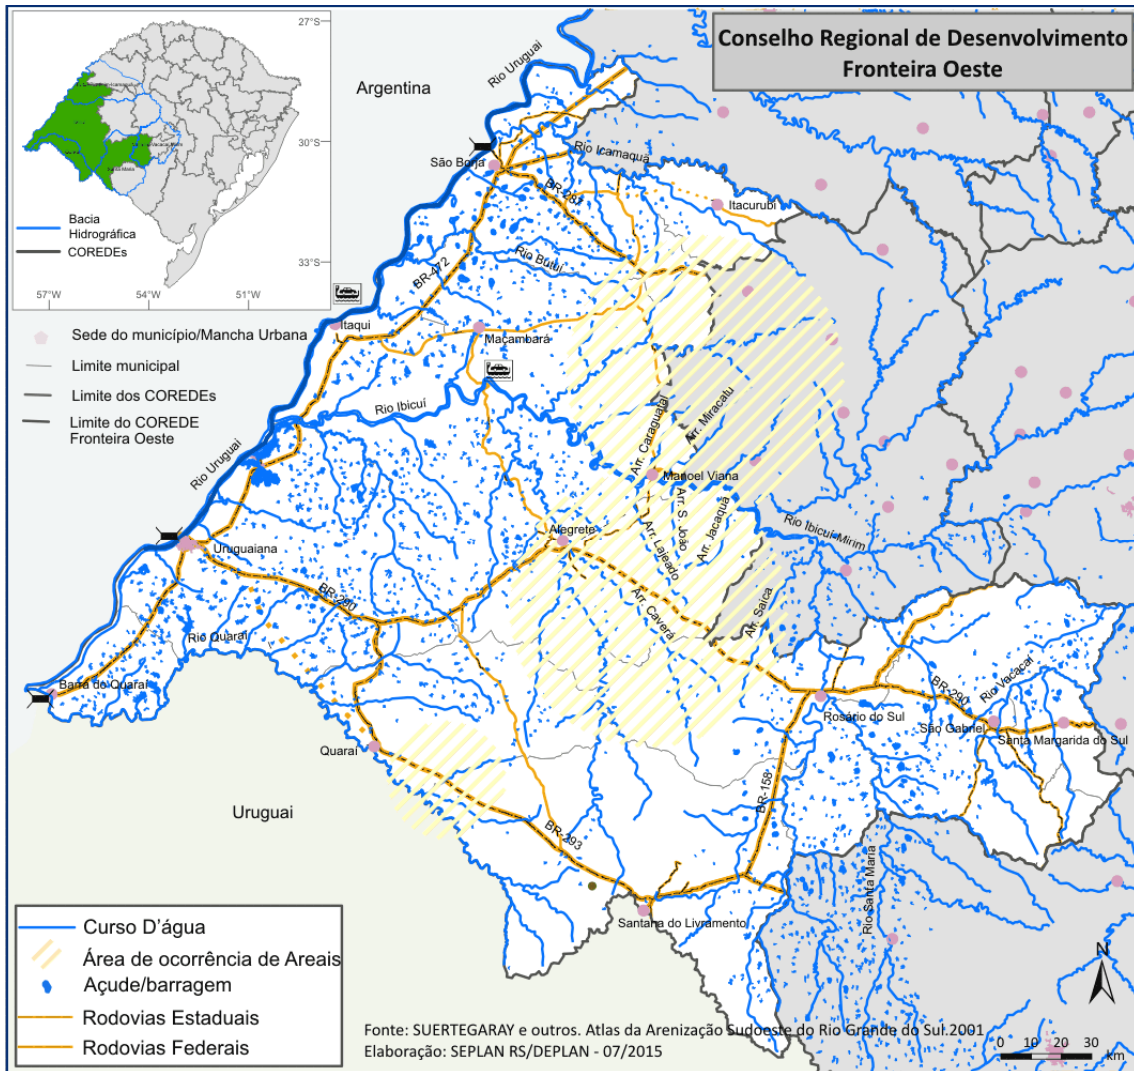 Conselho Regional de Desenvolvimento
Fronteira Oeste
27°S
30°S
33°S
57°W
54°W
51°W
Bacia
Hidrográfica
COREDEs
Sede do município/Mancha Urbana
Limite municipal
Limite dos COREDEs
Limite do COREDE
Fronteira Oeste
Argentina
Rio Uruguai
São Borja
Rio Icamaquã
BR-287
Itacurubi
Rio Butuí
BR-472
Itaqui
Maçambará
Rio Ibicuí
Rio Uruguai
Arr. Caraguataí
Arr. Miracatu
Manoel Viana
Arr. S. João
Arr. Jacaquá
Arr. Lajeado
Rio Ibicuí-Mirim
Alegrete
Uruguaiana
BR-290
Arr. Caverá
Arr. Saicã
Rio Quaraí
Barra do Quaraí
Quaraí
Rosário do Sul
BR-290
Rio Vacacaí
São Gabriel
Santa Margarida do Sul
BR-158
Uruguai
BR-293
Rio Santa Maria
Santana do Livramento
Curso D'água
Área de ocorrência de Areais
Açude/barragem
Rodovias Estaduais
Rodovias Federais
N
Fonte: SUERTEGARAY e outros. Atlas da Arenização Sudoeste do Rio Grande do Sul.2001
Elaboração: SEPLAN RS/DEPLAN - 07/2015
0 10 20 30
km